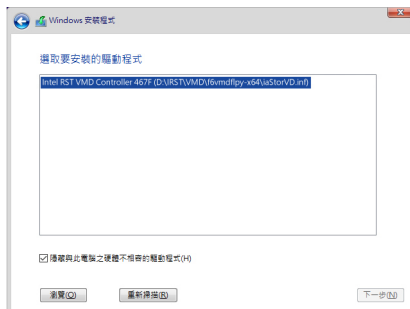 Windows 安裝程式
選取要安裝的驅動程式
Intel RST VMD Controller 467F (D:\IRST\VMD\f6vmdflpy-x64\iaStorVD.inf)
隱藏與此電腦之硬體不相容的驅動程式(H)
瀏覽(O)
重新掃描(R)
下一步(N)